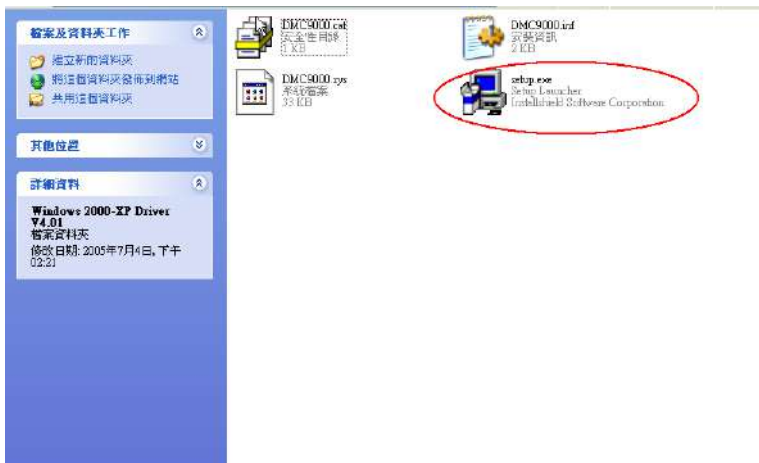 檔案及資料夾工作
建立新的資料夾
將這個資料夾發佈到網站
共用這個資料夾
其他位置
詳細資料
Windows 2000-XP Driver
V4.01
檔案資料夾
修改日期: 2005年7月4日, 下午
02:21
DMC9000.cat
安全性目錄
1 KB
DMC9000.inf
安裝資訊
2 KB
DMC9000.sys
系統檔案
33 KB
setup.exe
Setup Launcher
InstallShield Software Corporation